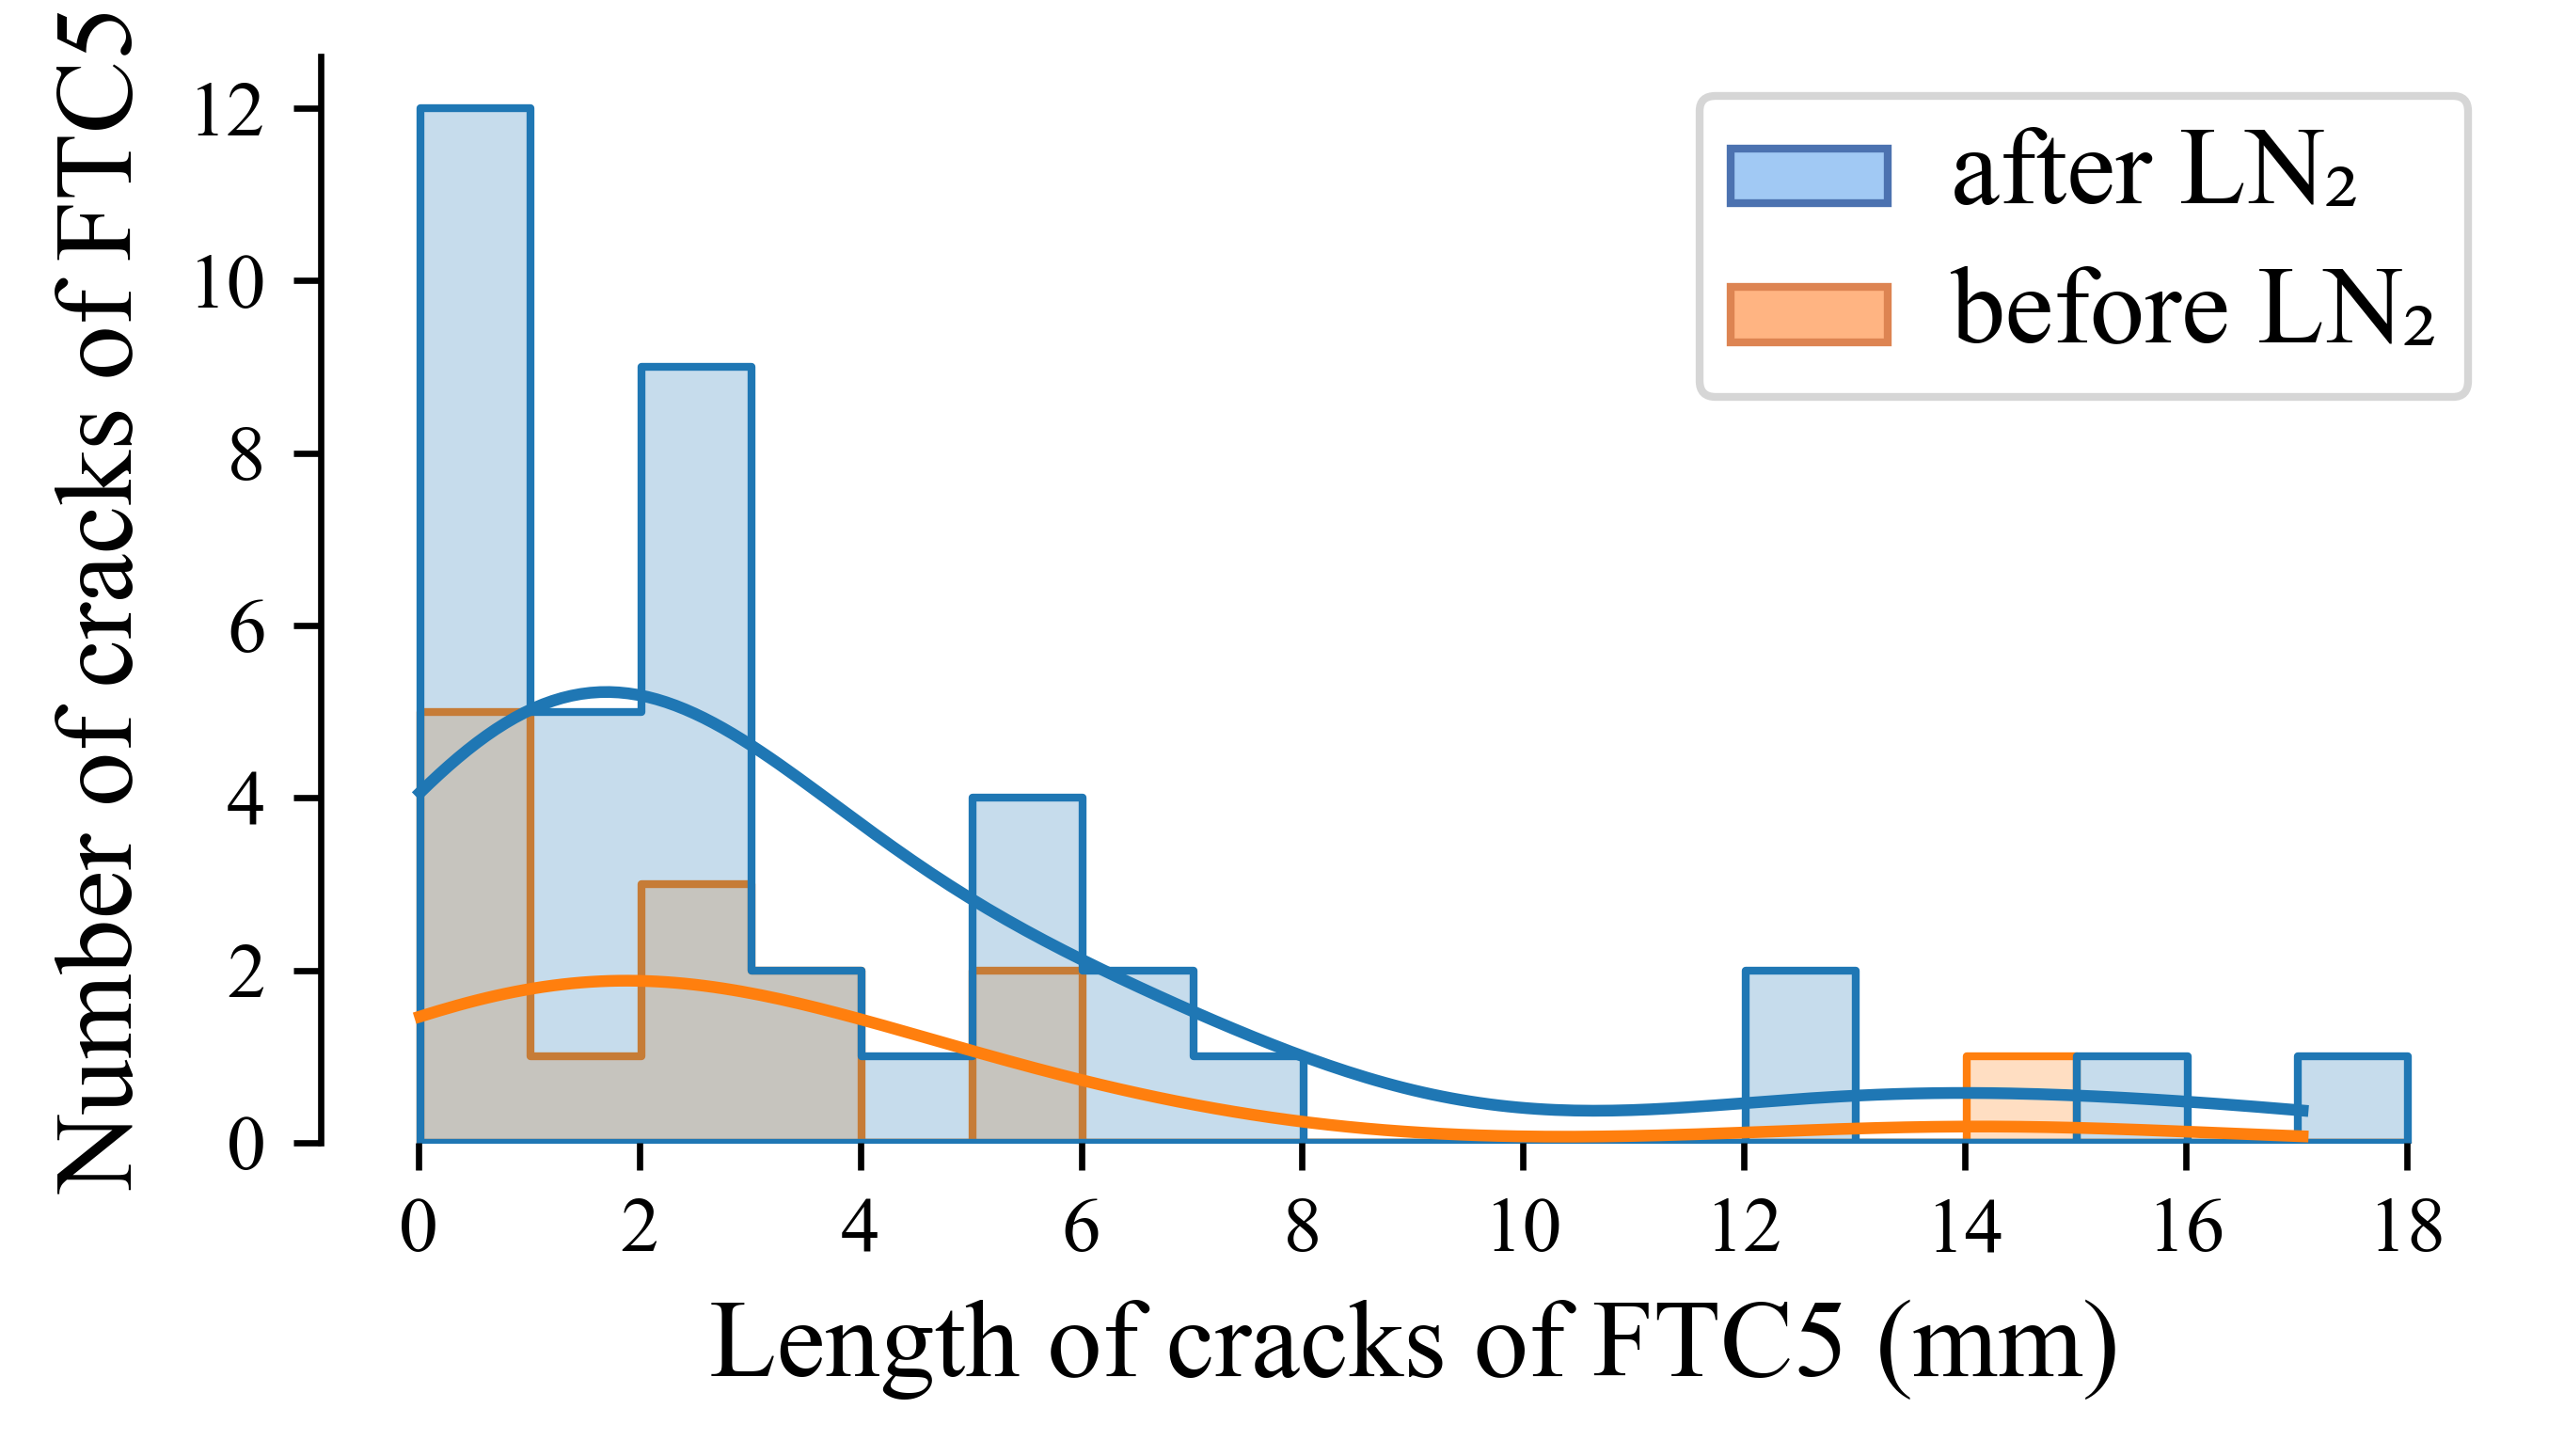 Number of cracks of FTC5
12
10
8
6
4
2
0
after LN₂
before LN₂
0 2 4 6 8 10 12 14 16 18
Length of cracks of FTC5 (mm)